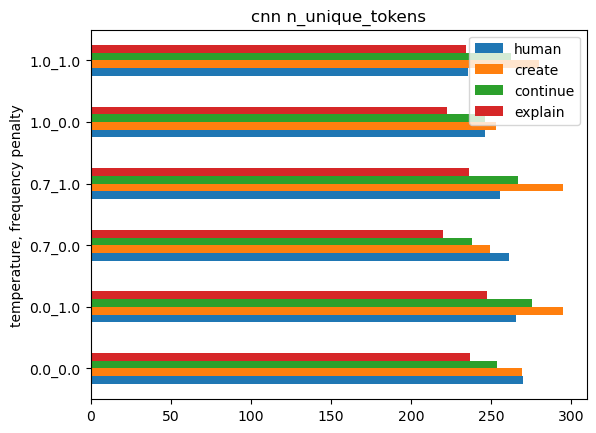 cnn n_unique_tokens
human
create
continue
explain
temperature, frequency penalty
1.0_1.0
1.0_0.0
0.7_1.0
0.7_0.0
0.0_1.0
0.0_0.0
0 50 100 150 200 250 300